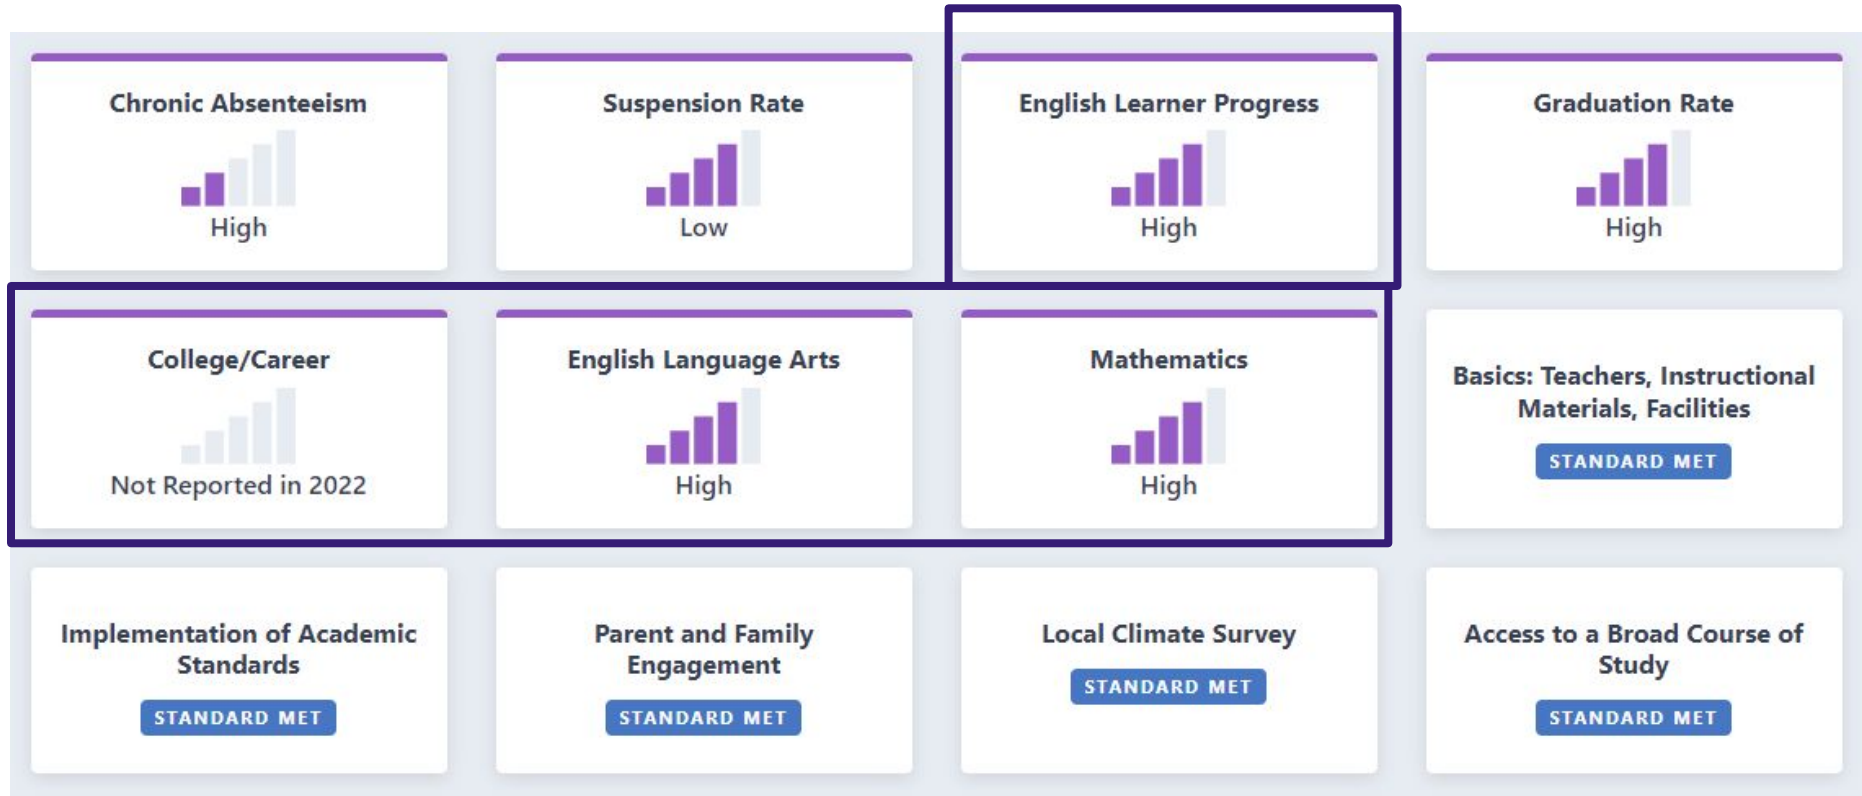 Chronic Absenteeism
High
Suspension Rate
Low
English Learner Progress
High
Graduation Rate
High
College/Career
Not Reported in 2022
English Language Arts
High
Mathematics
High
Basics: Teachers, Instructional
Materials, Facilities
STANDARD MET
Implementation of Academic
Standards
STANDARD MET
Parent and Family
Engagement
STANDARD MET
Local Climate Survey
STANDARD MET
Access to a Broad Course of
Study
STANDARD MET